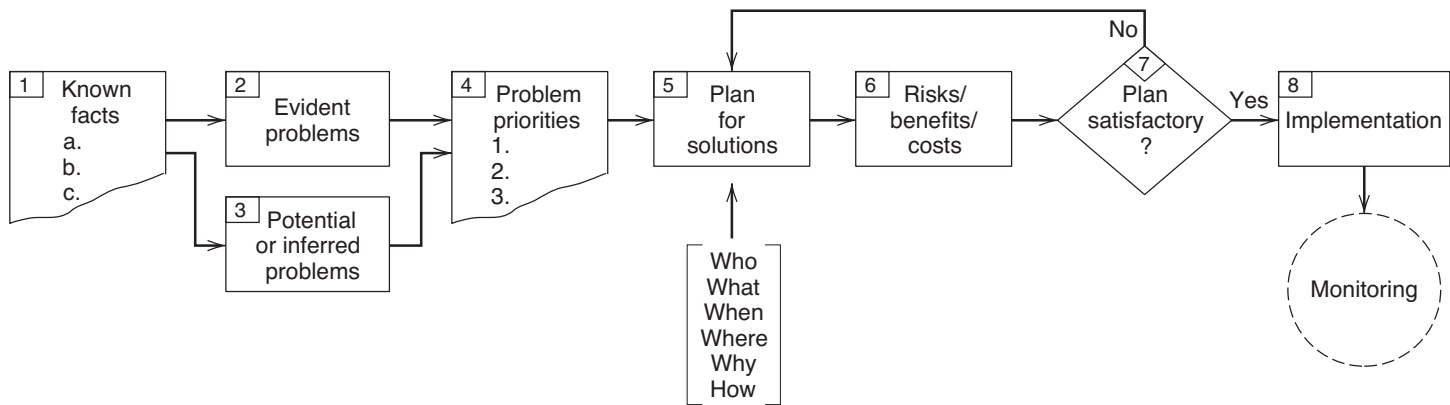 1
Known
facts
a.
b.
c.
2
Evident
problems
3
Potential
or inferred
problems
4
Problem
priorities
1.
2.
3.
5
Plan
for
solutions
Who
What
When
Where
Why
How
6
Risks/
benefits/
costs
No
7
Plan
satisfactory
?
Yes
8
Implementation
Monitoring